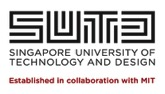 SUTD
SINGAPORE UNIVERSITY OF
TECHNOLOGY AND DESIGN
Established in collaboration with MIT